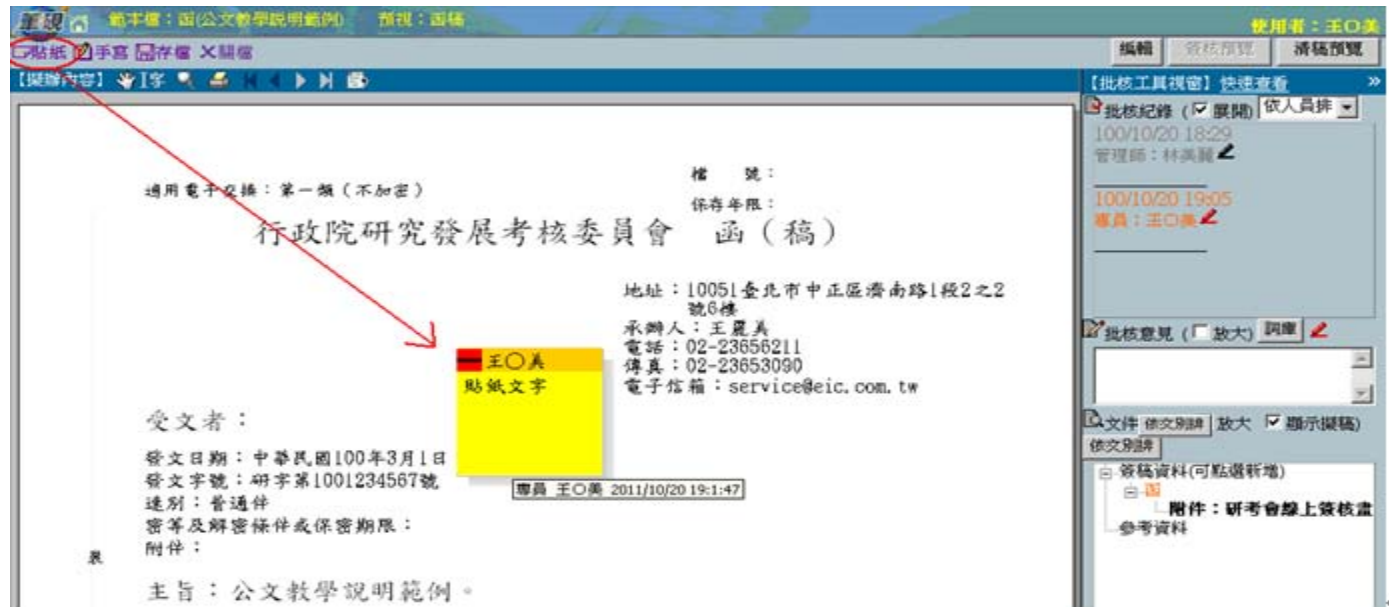 重覬 範本檔：函(公文教學說明範例) 預視：函稿
使用者：王○美
貼紙 手寫 存檔 關檔
編輯 簽核預覽 清稿預覽
【擬辦內容】 I字
【批核工具視窗】 快速查看 »
批核紀錄 ( 展開) 依人員排
100/10/20 18:29
管理師：林美麗
100/10/20 19:05
專員：王○美
批核意見 ( 放大) 詞庫
文件 依文別排 放大 顯示擬稿)
依文別排
簽稿資料(可點選新增)
函
附件：研考會線上簽核
參考資料
檔 號：
適用電子交換：第一類（不加密）
保存年限：
行政院研究發展考核委員會 函（稿）
地址：10051臺北市中正區濟南路1段2之2
號6樓
承辦人：王麗美
電話：02-23656211
傳真：02-23653090
電子信箱：service@eic.com.tw
王○美
貼紙文字
專員 王○美 2011/10/20 19:1:47
受文者：
發文日期：中華民國100年3月1日
發文字號：研字第1001234567號
速別：普通件
密等及解密條件或保密期限：
附件：
主旨：公文教學說明範例。